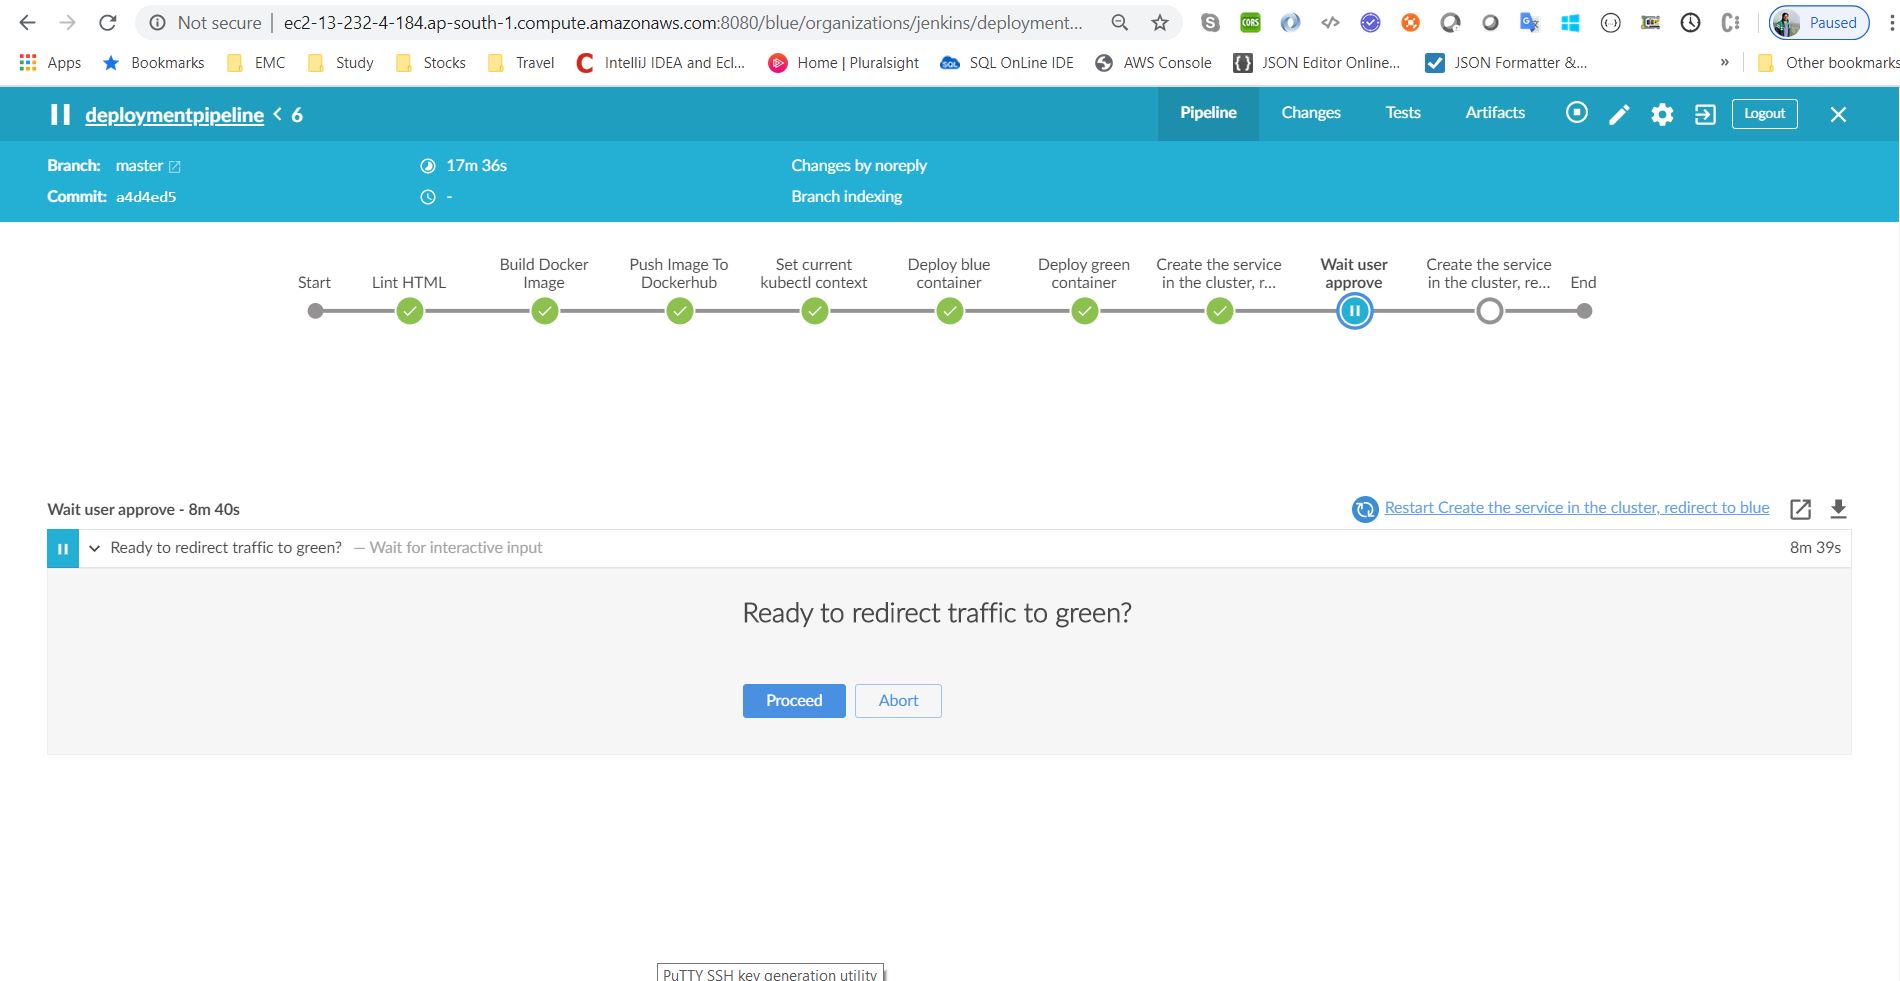 Not secure | ec2-13-232-4-184.ap-south-1.compute.amazonaws.com:8080/blue/organizations/jenkins/deployment...
CORS
Paused
Apps Bookmarks EMC Study Stocks Travel IntelliJ IDEA and Ecl... Home | Pluralsight SQL OnLine IDE AWS Console JSON Editor Online... JSON Formatter &... » Other bookmarks
deploymentpipeline < 6 Pipeline Changes Tests Artifacts Logout
Branch: master 17m 36s Changes by noreply
Commit: a4d4ed5 - Branch indexing
Start
Lint HTML
Build Docker
Image
Push Image To
Dockerhub
Set current
kubectl context
Deploy blue
container
Deploy green
container
Create the service
in the cluster, r...
Wait user
approve
Create the service
in the cluster, re...
End
Wait user approve - 8m 40s Restart Create the service in the cluster, redirect to blue
Ready to redirect traffic to green? — Wait for interactive input 8m 39s
Ready to redirect traffic to green?
Proceed Abort
PuTTY SSH key generation utility